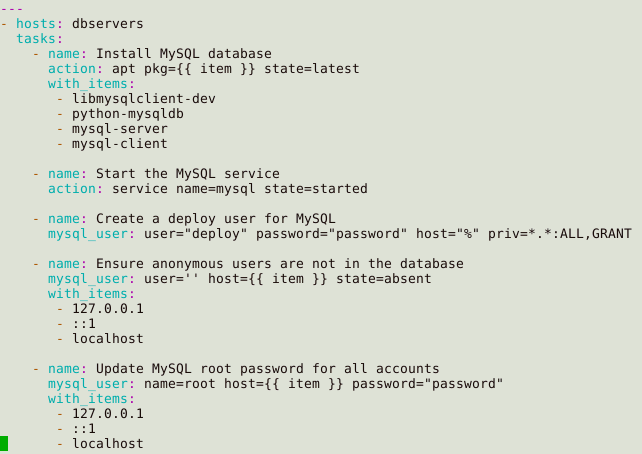 ---
- hosts: dbservers
  tasks:
    - name: Install MySQL database
      action: apt pkg={{ item }} state=latest
      with_items:
       - libmysqlclient-dev
       - python-mysqldb
       - mysql-server
       - mysql-client

    - name: Start the MySQL service
      action: service name=mysql state=started

    - name: Create a deploy user for MySQL
      mysql_user: user="deploy" password="password" host="%" priv=*.*:ALL,GRANT

    - name: Ensure anonymous users are not in the database
      mysql_user: user='' host={{ item }} state=absent
      with_items:
       - 127.0.0.1
       - ::1
       - localhost

    - name: Update MySQL root password for all accounts
      mysql_user: name=root host={{ item }} password="password"
      with_items:
       - 127.0.0.1
       - ::1
       - localhost